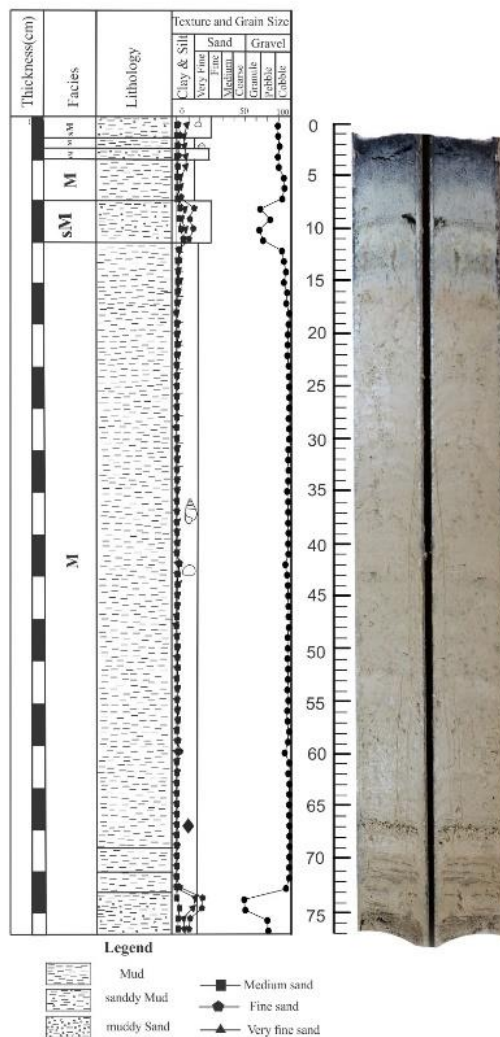 Texture and Grain Size
Thickness(cm)
Facies
Lithology
Clay & Silt
Sand
Gravel
Very Fine
Fine
Medium
Coarse
Granule
Pebble
Cobble
0 50 100
sM
M
sM
M
0
5
10
15
20
25
30
35
40
45
50
55
60
65
70
75
Legend
Mud
sanddy Mud
muddy Sand
Medium sand
Fine sand
Very fine sand